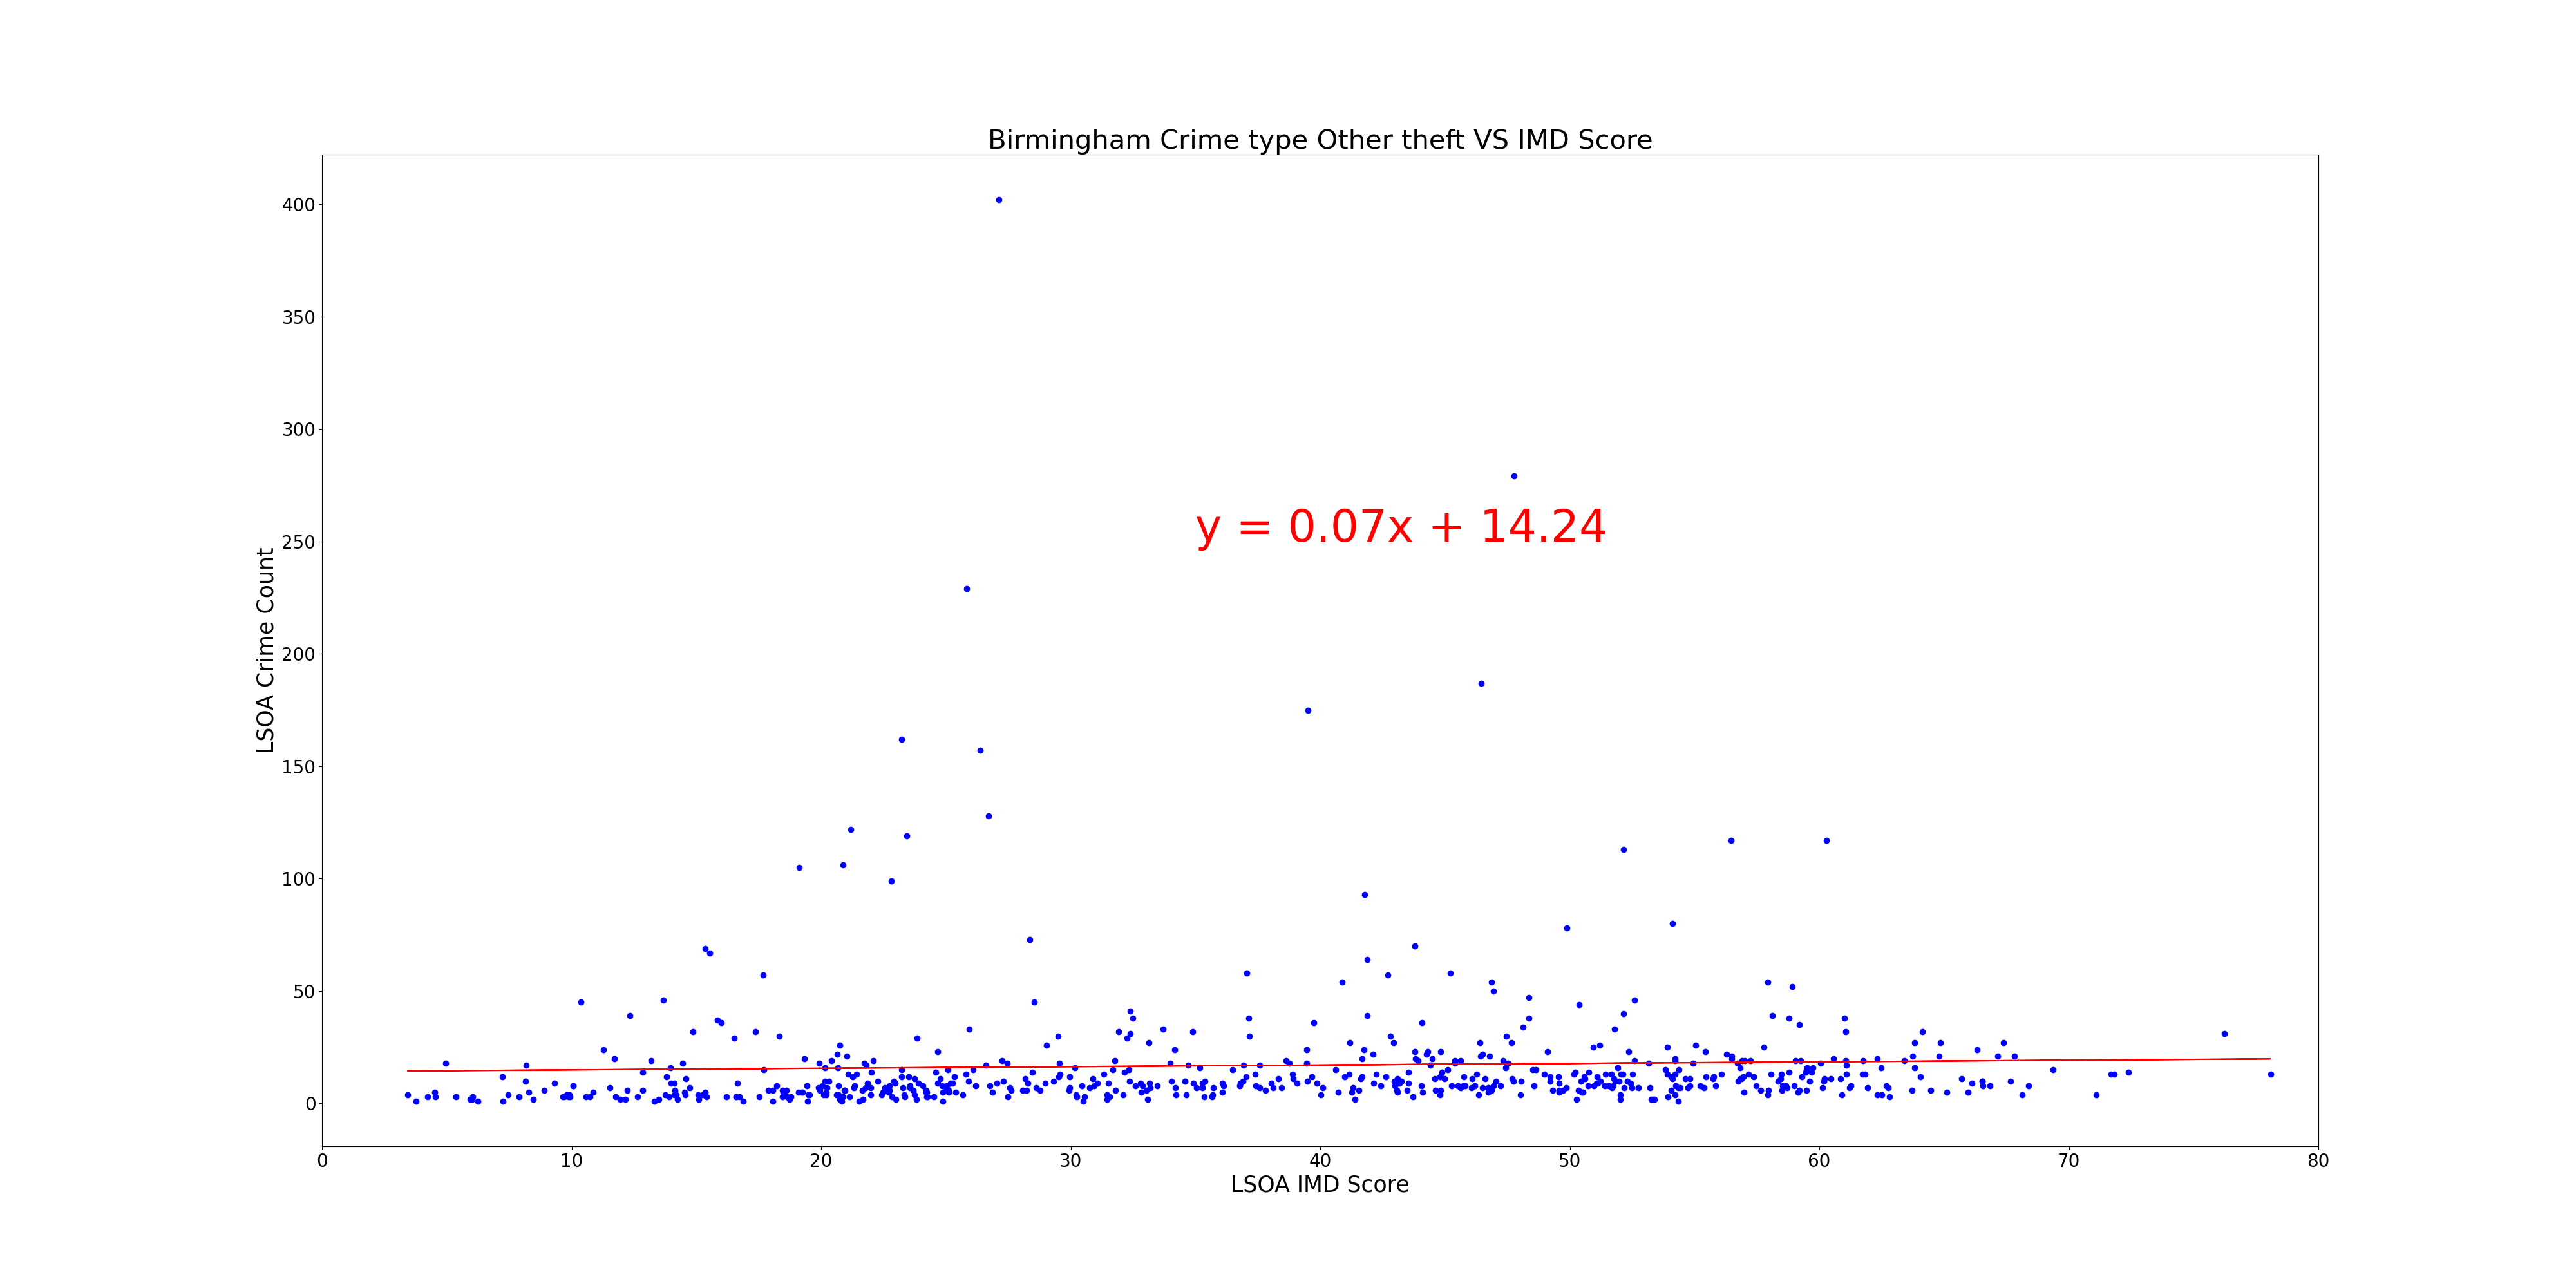 Birmingham Crime type Other theft VS IMD Score
400
350
300
250
200
150
100
50
0
LSOA Crime Count
y = 0.07x + 14.24
0 10 20 30 40 50 60 70 80
LSOA IMD Score